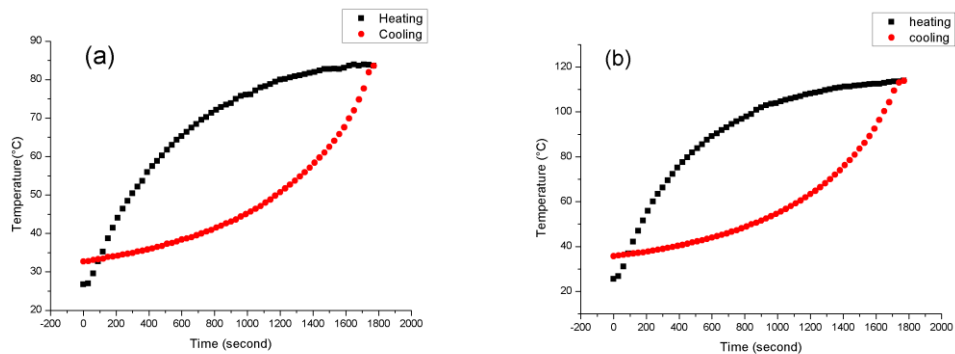 Heating
Cooling
(a)
90
80
70
60
50
40
30
20
Temperature(°C)
-200 0 200 400 600 800 1000 1200 1400 1600 1800 2000
Time (second)
heating
cooling
(b)
120
100
80
60
40
20
Temperature (°C)
-200 0 200 400 600 800 1000 1200 1400 1600 1800 2000
Time (second)